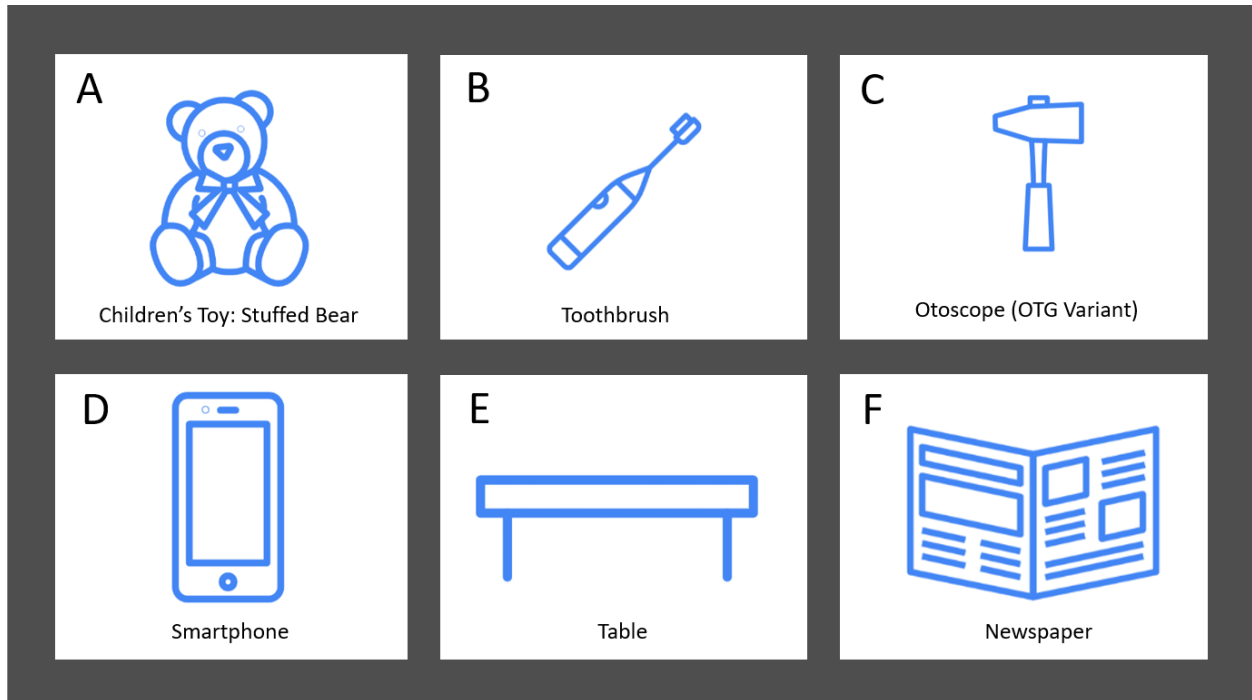 A
Children’s Toy: Stuffed Bear
B
Toothbrush
C
Otoscope (OTG Variant)
D
Smartphone
E
Table
F
Newspaper